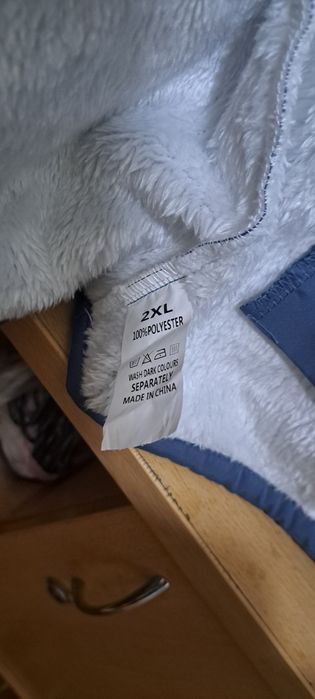 2XL
100%POLYESTER
WASH DARK COLOURS
SEPARATELY
MADE IN CHINA